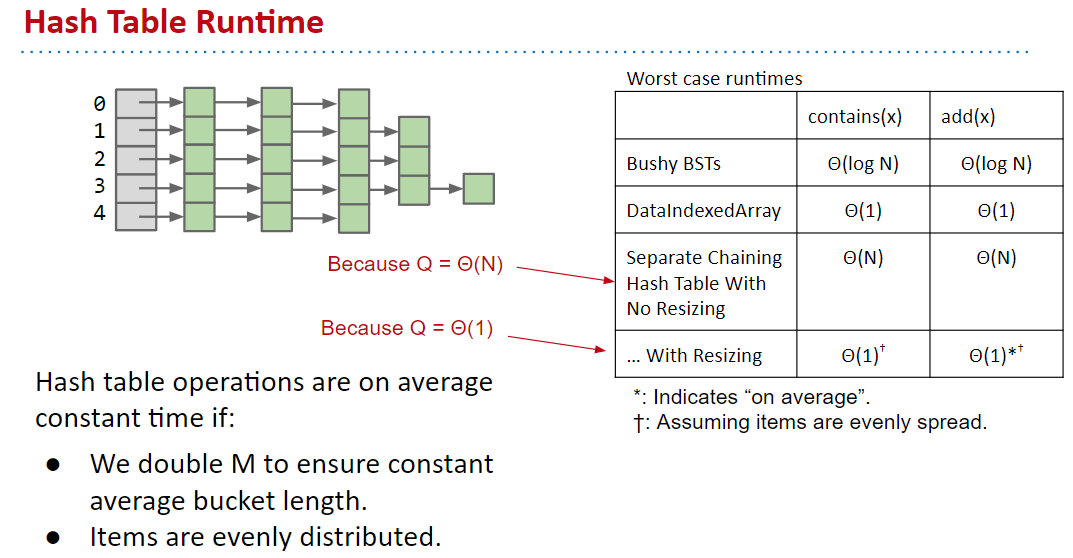 Hash Table Runtime
0
1
2
3
4
Because Q = Θ(N)
Because Q = Θ(1)
Hash table operations are on average
constant time if:
● We double M to ensure constant
average bucket length.
● Items are evenly distributed.
Worst case runtimes
contains(x) add(x)
Bushy BSTs Θ(log N) Θ(log N)
DataIndexedArray Θ(1) Θ(1)
Separate Chaining Θ(N) Θ(N)
Hash Table With
No Resizing
... With Resizing Θ(1)† Θ(1)*†
*: Indicates “on average”.
†: Assuming items are evenly spread.